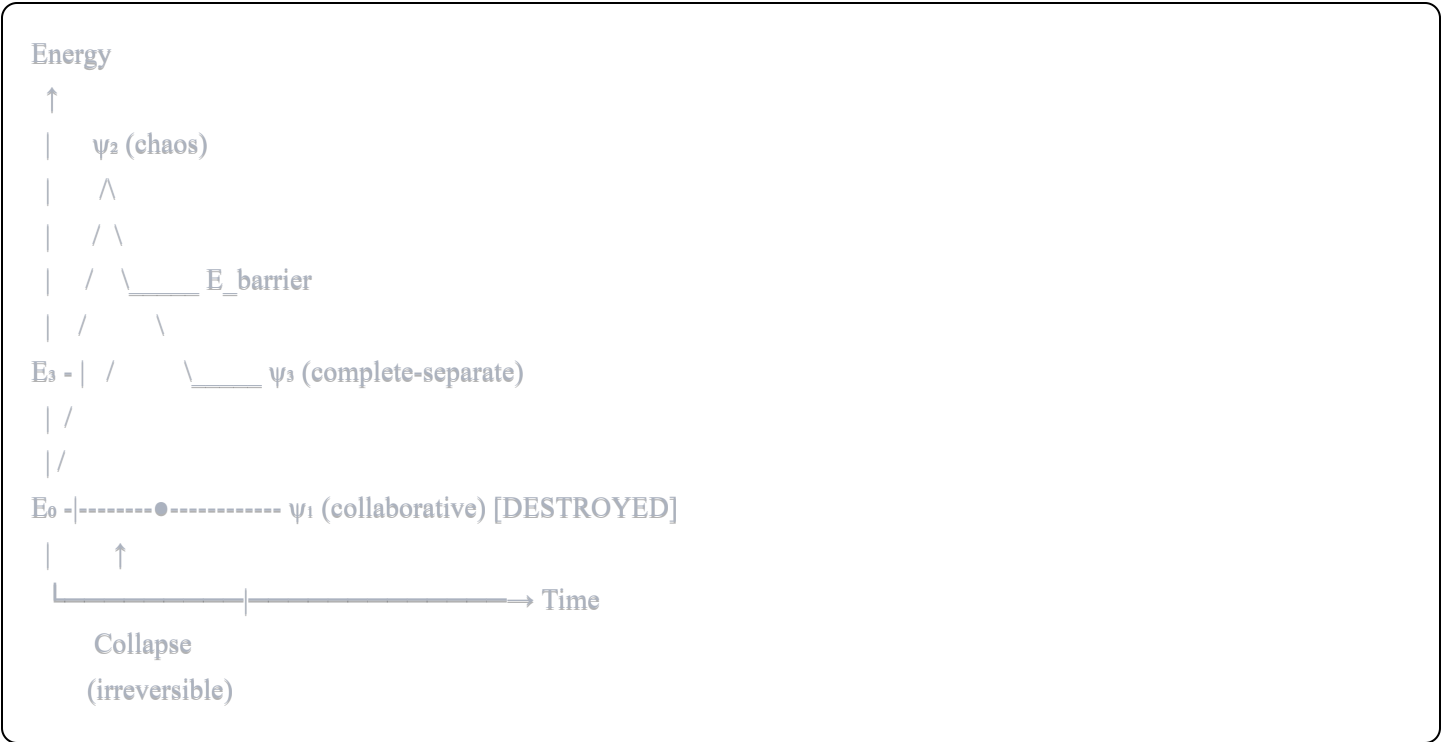 Energy
↑
| ψ₂ (chaos)
| /\
| / \
| / \_____ E_barrier
| / \
E₃ - | / \_____ ψ₃ (complete-separate)
| /
| /
E₀ -|--------●------------ ψ₁ (collaborative) [DESTROYED]
| ↑
└─────────|─────────────→ Time
Collapse
(irreversible)